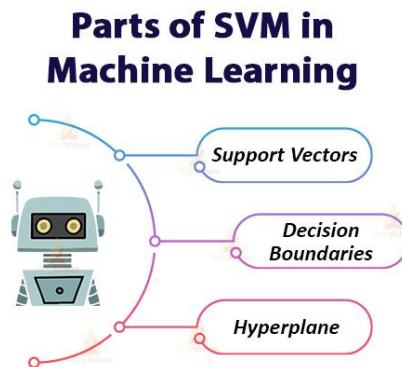 Parts of SVM in
Machine Learning
Support Vectors
Decision
Boundaries
Hyperplane